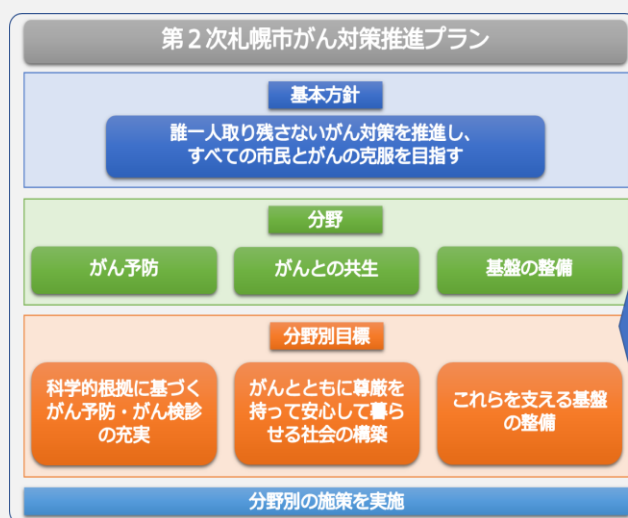 第2次札幌市がん対策推進プラン
基本方針
誰一人取り残さないがん対策を推進し、
すべての市民とがんの克服を目指す
分野
がん予防
がんとの共生
基盤の整備
分野別目標
科学的根拠に基づく
がん予防・がん検診
の充実
がんとともに尊厳を
持って安心して暮ら
せる社会の構築
これらを支える基盤
の整備
分野別の施策を実施